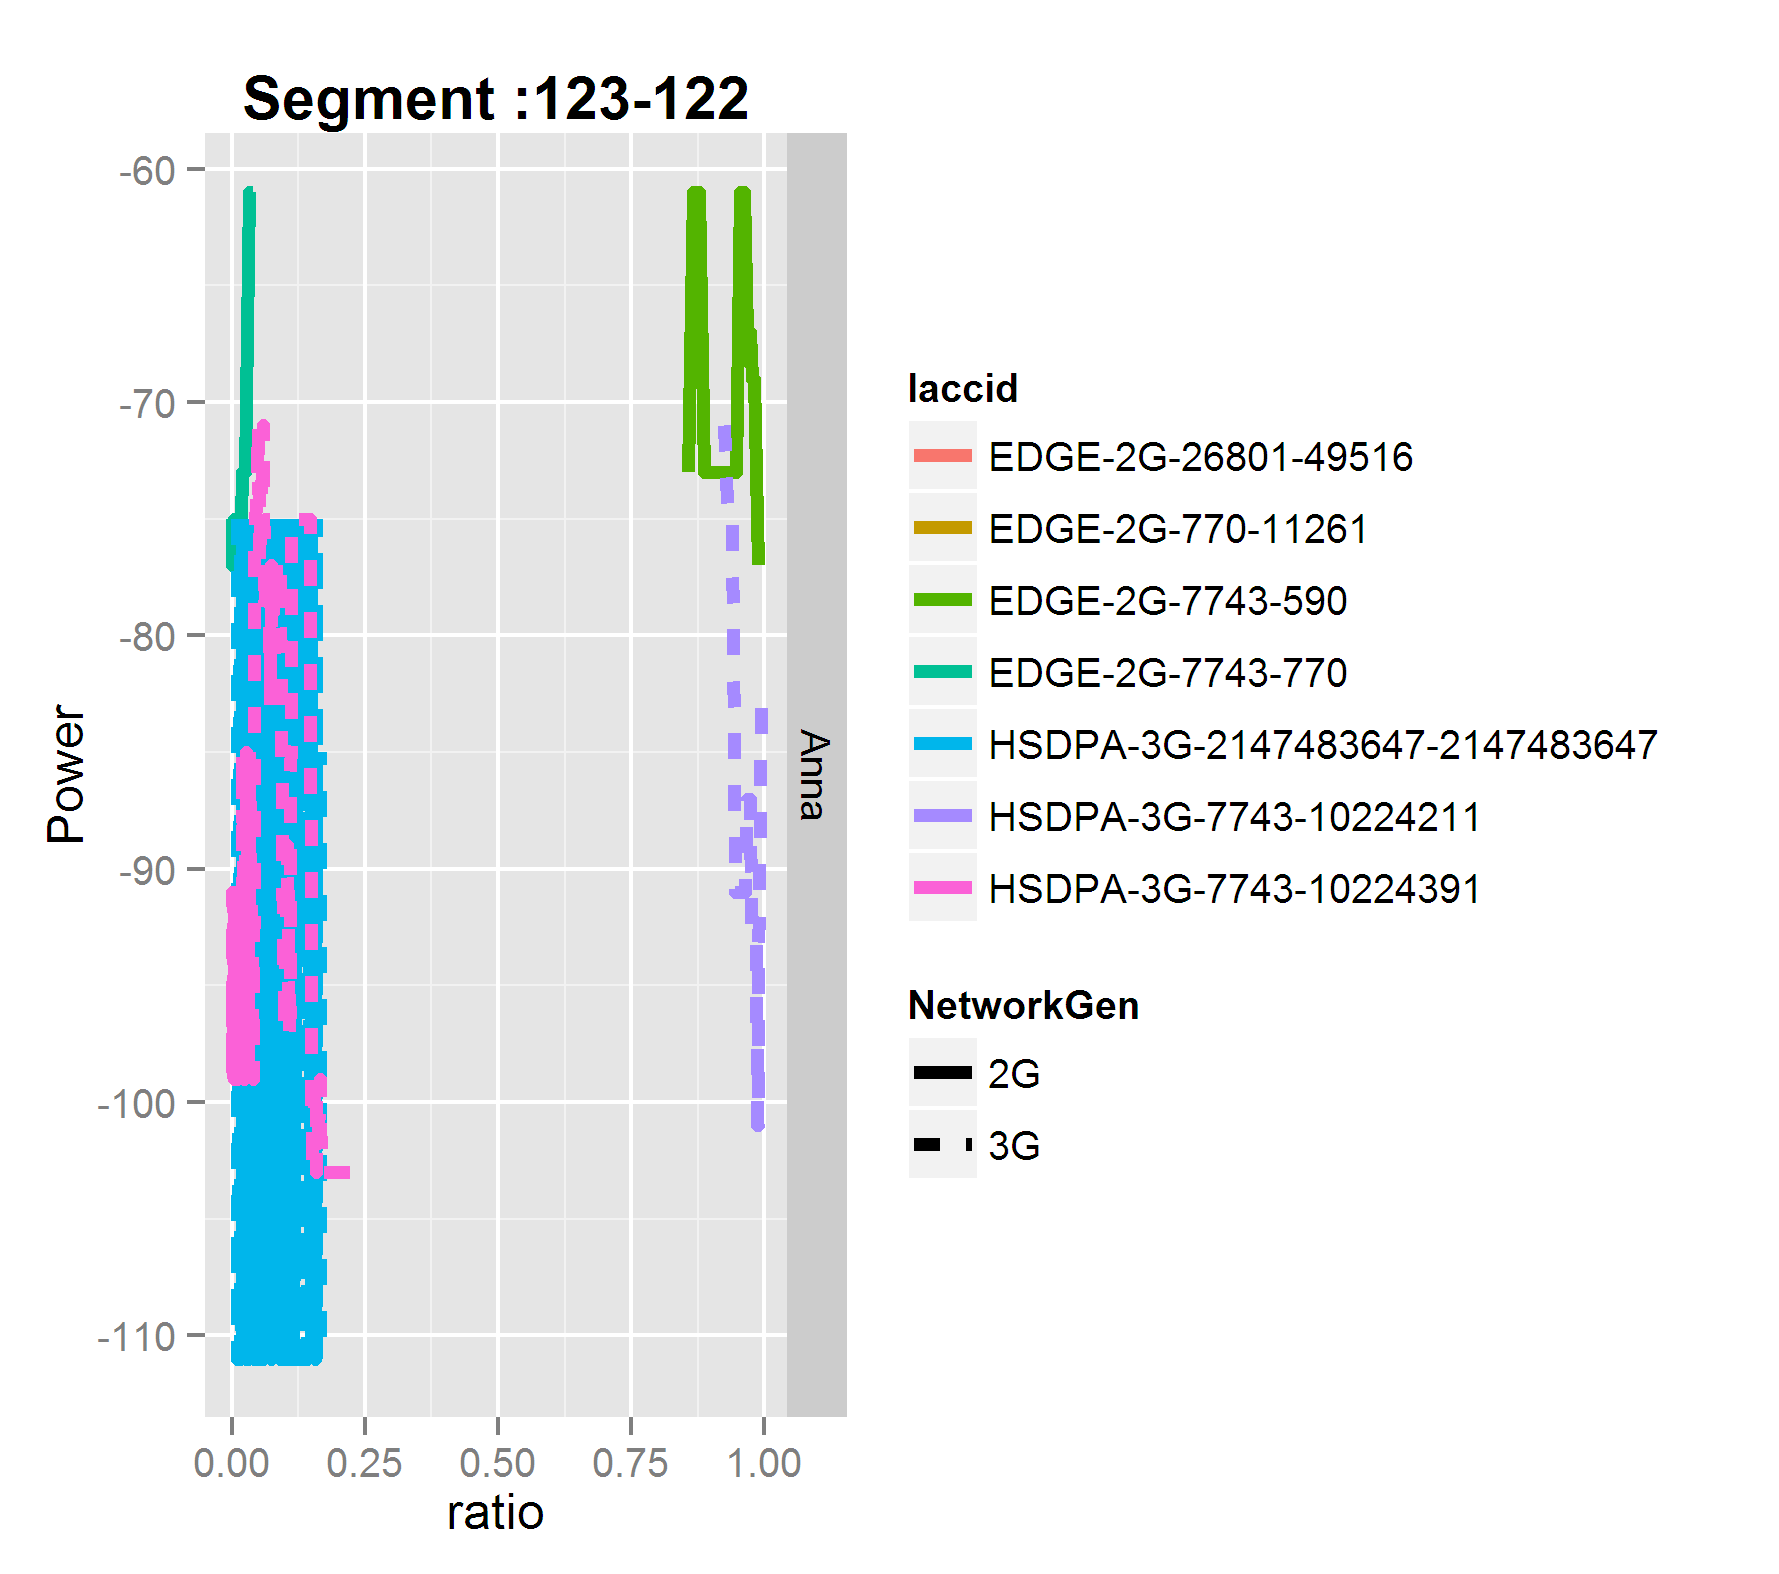 Segment :123-122
-60
-70
-80
-90
-100
-110
Power
0.00 0.25 0.50 0.75 1.00
ratio
Anna
laccid
EDGE-2G-26801-49516
EDGE-2G-770-11261
EDGE-2G-7743-590
EDGE-2G-7743-770
HSDPA-3G-2147483647-2147483647
HSDPA-3G-7743-10224211
HSDPA-3G-7743-10224391
NetworkGen
2G
3G